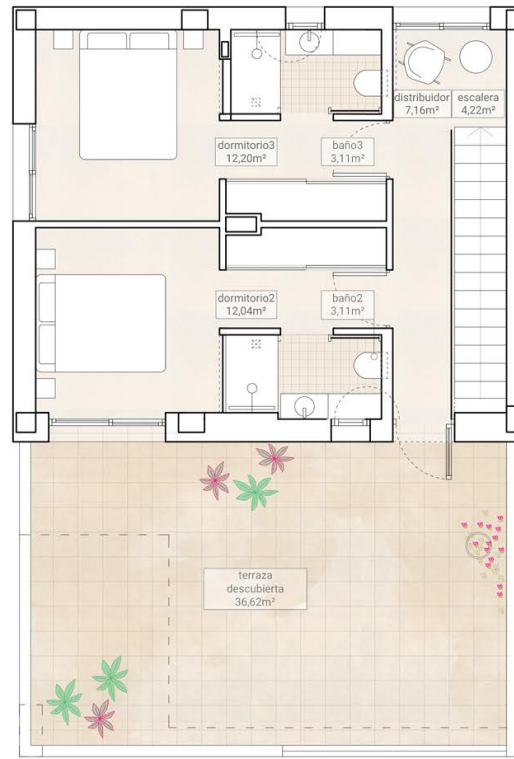 distribuidor
7,16m²
escalera
4,22m²
dormitorio3
12,20m²
baño3
3,11m²
dormitorio2
12,04m²
baño2
3,11m²
terraza
descubierta
36,62m²